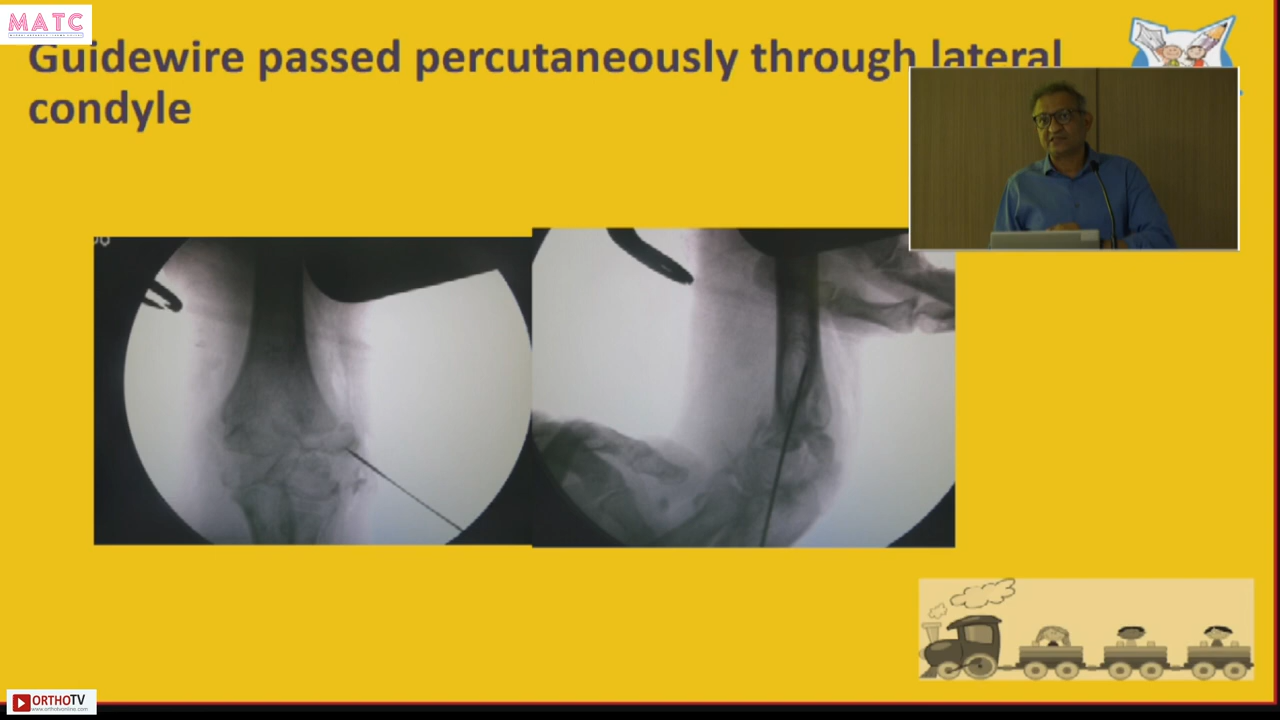 MATC
Guidewire passed percutaneously through lateral
condyle
ORTHOTV
www.orthotvonline.com